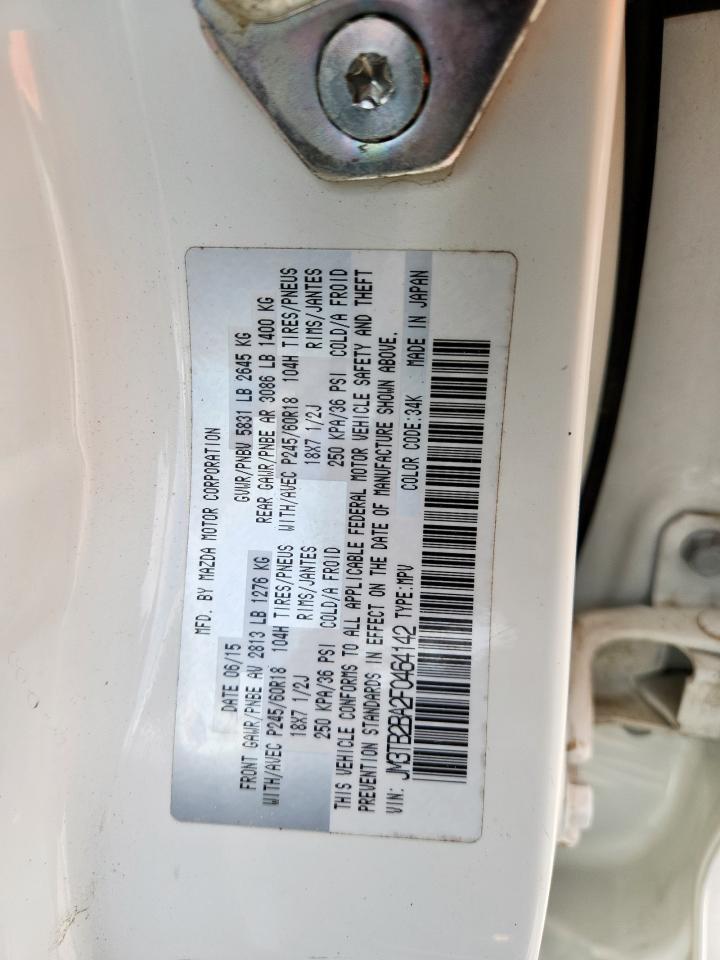 MFD. BY MAZDA MOTOR CORPORATION
DATE 06/15 GVWR/PNBV 5831 LB 2645 KG
FRONT GAWR/PNBE AV 2813 LB 1276 KG REAR GAWR/PNBE AR 3086 LB 1400 KG
WITH/AVEC P245/60R18 104H TIRES/PNEUS WITH/AVEC P245/60R18 104H TIRES/PNEUS
18X7 1/2J RIMS/JANTES 18X7 1/2J RIMS/JANTES
250 KPA/36 PSI COLD/A FROID 250 KPA/36 PSI COLD/A FROID
THIS VEHICLE CONFORMS TO ALL APPLICABLE FEDERAL MOTOR VEHICLE SAFETY AND THEFT
PREVENTION STANDARDS IN EFFECT ON THE DATE OF MANUFACTURE SHOWN ABOVE.
VIN: JM3TB2BA2F0464142 TYPE:MPV COLOR CODE:34K MADE IN JAPAN